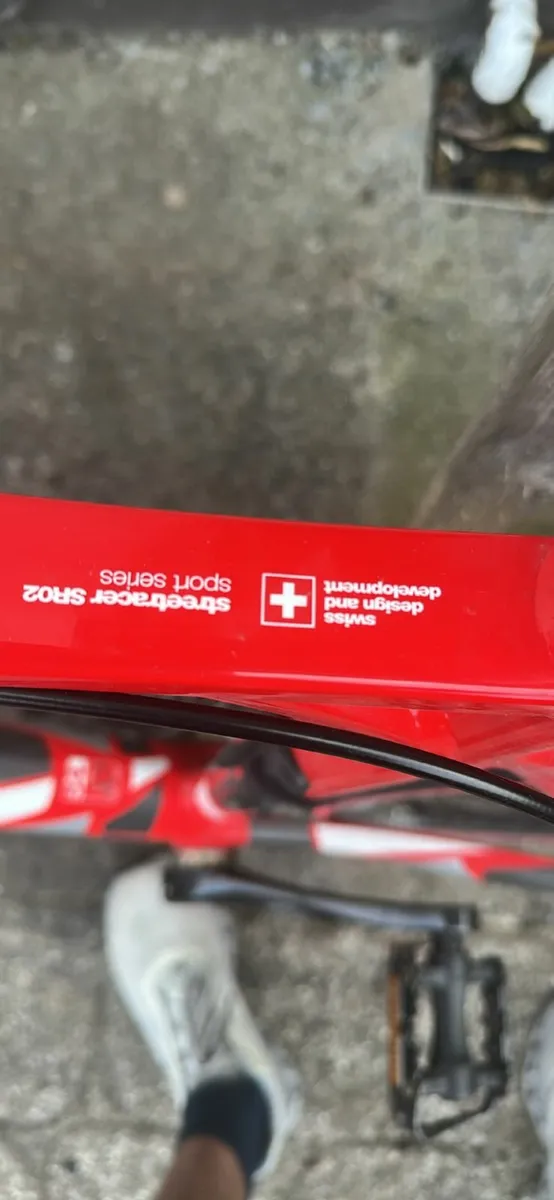 swiss
design and
development
streetracer SR02
sport series